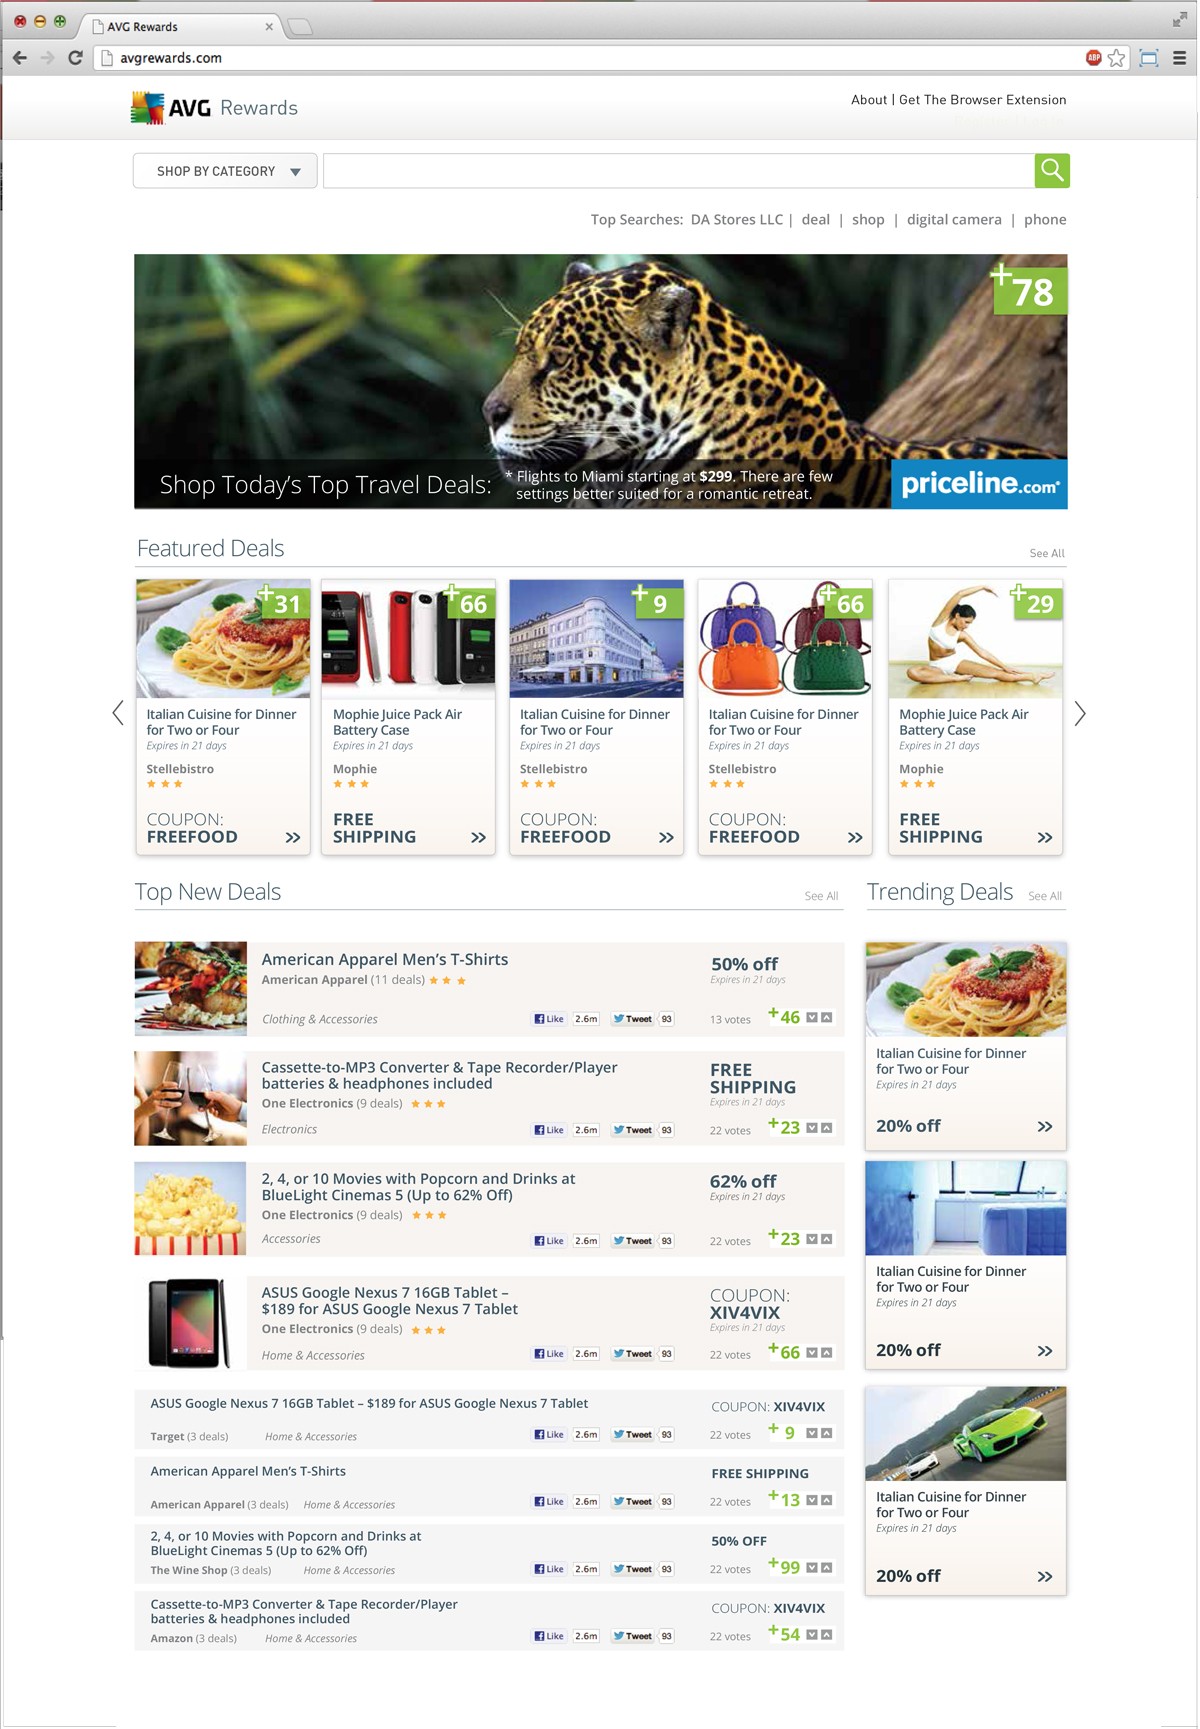 AVG Rewards
avgrewards.com
ABP
AVG Rewards
About | Get The Browser Extension
SHOP BY CATEGORY
Top Searches: DA Stores LLC | deal | shop | digital camera | phone
+78
Shop Today's Top Travel Deals:
* Flights to Miami starting at $299. There are few
settings better suited for a romantic retreat.
priceline.com®
Featured Deals
See All
+31
Italian Cuisine for Dinner
for Two or Four
Expires in 21 days
Stellebistro
COUPON:
FREEFOOD
+66
Mophie Juice Pack Air
Battery Case
Expires in 21 days
Mophie
FREE
SHIPPING
+9
Italian Cuisine for Dinner
for Two or Four
Expires in 21 days
Stellebistro
COUPON:
FREEFOOD
+66
Italian Cuisine for Dinner
for Two or Four
Expires in 21 days
Stellebistro
COUPON:
FREEFOOD
+29
Mophie Juice Pack Air
Battery Case
Expires in 21 days
Mophie
FREE
SHIPPING
Top New Deals
See All
American Apparel Men's T-Shirts
American Apparel (11 deals)
Clothing & Accessories
Like 2.6m Tweet 93
50% off
Expires in 21 days
13 votes +46
Cassette-to-MP3 Converter & Tape Recorder/Player
batteries & headphones included
One Electronics (9 deals)
Electronics
Like 2.6m Tweet 93
FREE
SHIPPING
Expires in 21 days
22 votes +23
2, 4, or 10 Movies with Popcorn and Drinks at
BlueLight Cinemas 5 (Up to 62% Off)
One Electronics (9 deals)
Accessories
Like 2.6m Tweet 93
62% off
Expires in 21 days
22 votes +23
ASUS Google Nexus 7 16GB Tablet –
$189 for ASUS Google Nexus 7 Tablet
One Electronics (9 deals)
Home & Accessories
Like 2.6m Tweet 93
COUPON:
XIV4VIX
Expires in 21 days
22 votes +66
ASUS Google Nexus 7 16GB Tablet – $189 for ASUS Google Nexus 7 Tablet
Target (3 deals) Home & Accessories
Like 2.6m Tweet 93
COUPON: XIV4VIX
22 votes +9
American Apparel Men's T-Shirts
American Apparel (3 deals) Home & Accessories
Like 2.6m Tweet 93
FREE SHIPPING
22 votes +13
2, 4, or 10 Movies with Popcorn and Drinks at
BlueLight Cinemas 5 (Up to 62% Off)
The Wine Shop (3 deals) Home & Accessories
Like 2.6m Tweet 93
50% OFF
22 votes +99
Cassette-to-MP3 Converter & Tape Recorder/Player
batteries & headphones included
Amazon (3 deals) Home & Accessories
Like 2.6m Tweet 93
COUPON: XIV4VIX
22 votes +54
Trending Deals
See All
Italian Cuisine for Dinner
for Two or Four
Expires in 21 days
20% off
Italian Cuisine for Dinner
for Two or Four
Expires in 21 days
20% off
Italian Cuisine for Dinner
for Two or Four
Expires in 21 days
20% off